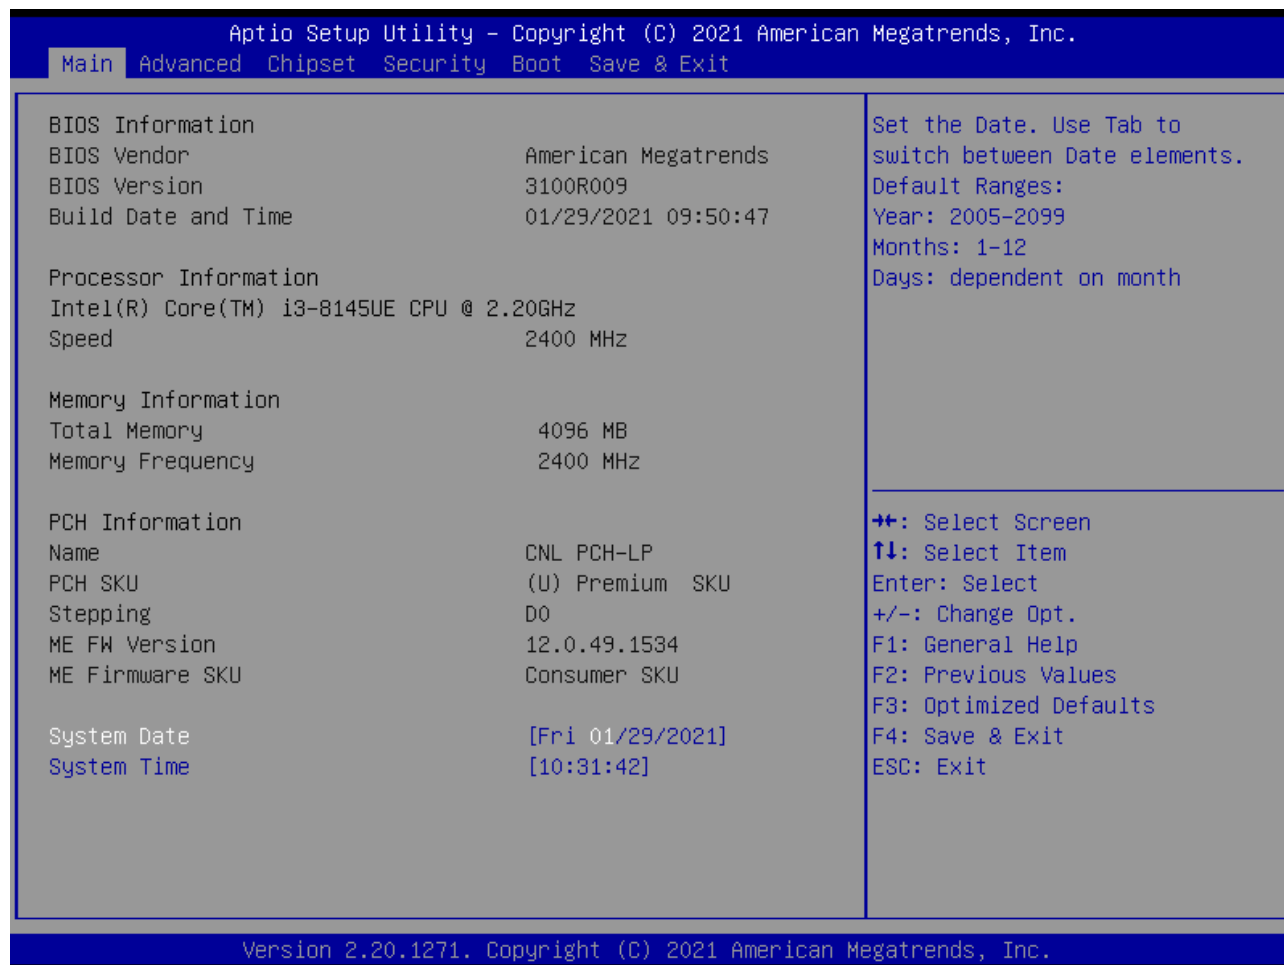 Aptio Setup Utility – Copyright (C) 2021 American Megatrends, Inc.
Main Advanced Chipset Security Boot Save & Exit
BIOS Information
BIOS Vendor American Megatrends
BIOS Version 3100R009
Build Date and Time 01/29/2021 09:50:47
Processor Information
Intel(R) Core(TM) i3-8145UE CPU @ 2.20GHz
Speed 2400 MHz
Memory Information
Total Memory 4096 MB
Memory Frequency 2400 MHz
PCH Information
Name CNL PCH-LP
PCH SKU (U) Premium SKU
Stepping D0
ME FW Version 12.0.49.1534
ME Firmware SKU Consumer SKU
System Date [Fri 01/29/2021]
System Time [10:31:42]
Set the Date. Use Tab to
switch between Date elements.
Default Ranges:
Year: 2005-2099
Months: 1-12
Days: dependent on month
→←: Select Screen
↑↓: Select Item
Enter: Select
+/-: Change Opt.
F1: General Help
F2: Previous Values
F3: Optimized Defaults
F4: Save & Exit
ESC: Exit
Version 2.20.1271. Copyright (C) 2021 American Megatrends, Inc.